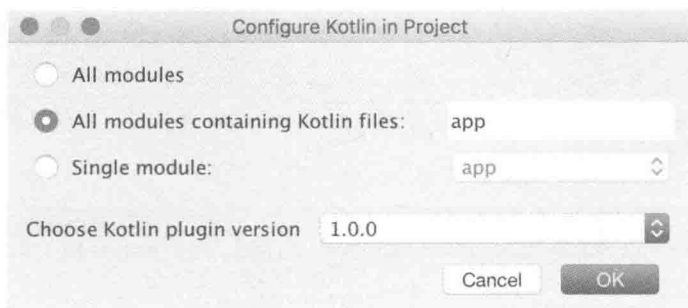 Configure Kotlin in Project
All modules
All modules containing Kotlin files: app
Single module: app
Choose Kotlin plugin version 1.0.0
Cancel OK